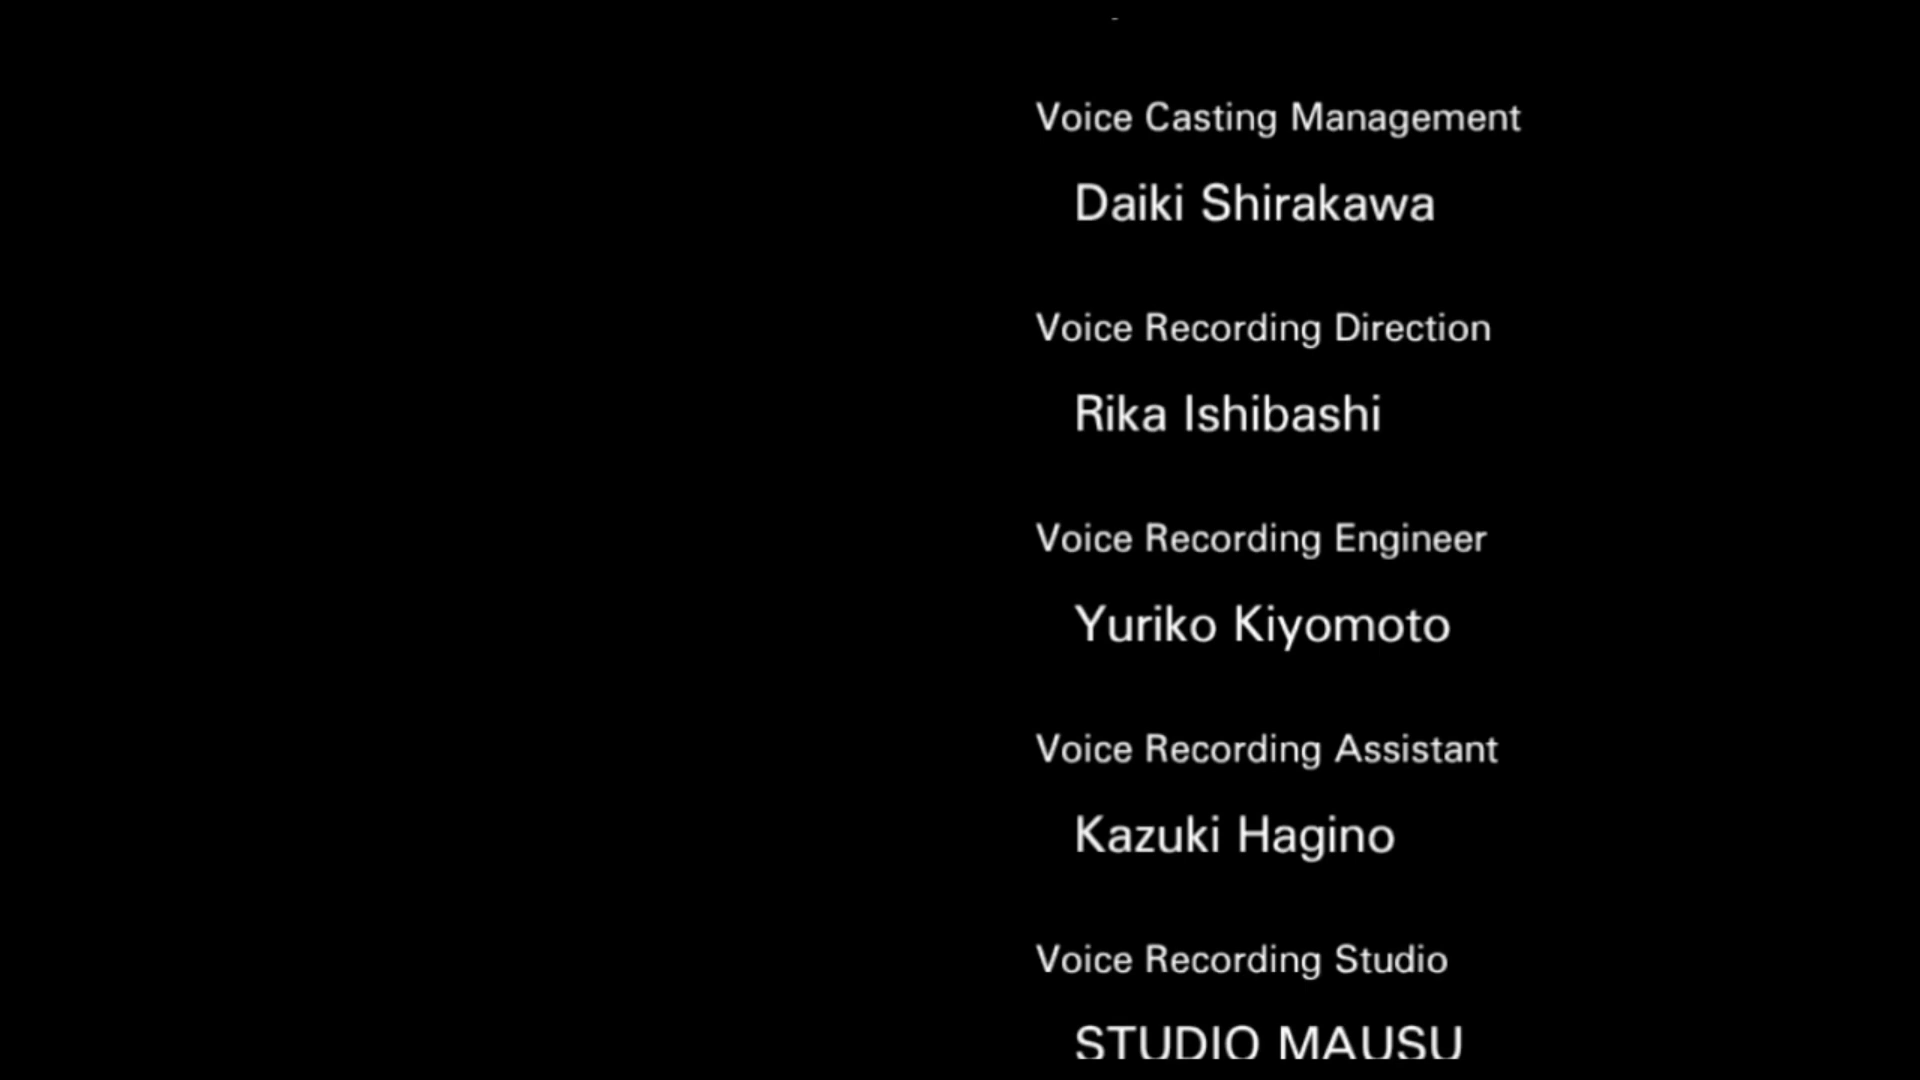 Voice Casting Management
Daiki Shirakawa
Voice Recording Direction
Rika Ishibashi
Voice Recording Engineer
Yuriko Kiyomoto
Voice Recording Assistant
Kazuki Hagino
Voice Recording Studio
STUDIO MAUSU